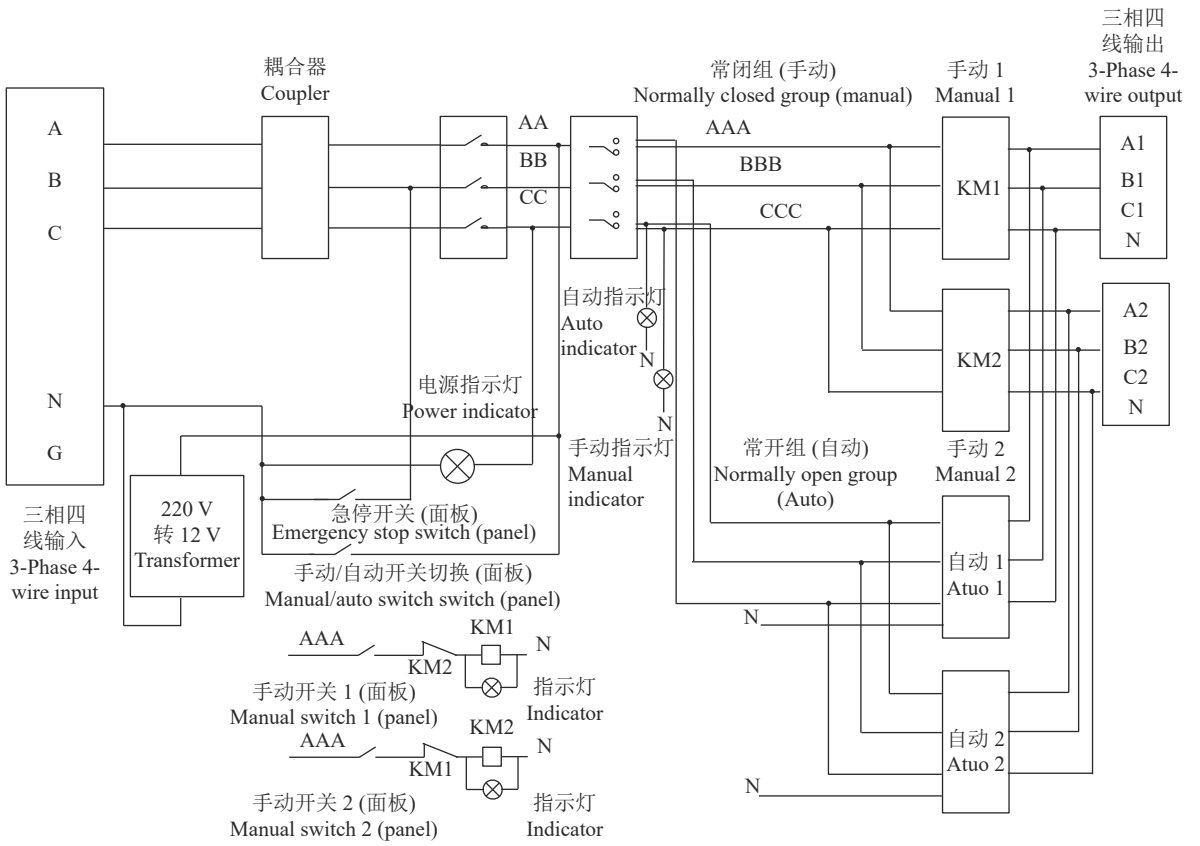 三相四
线输入
3-Phase 4-
wire input
A
B
C
N
G
耦合器
Coupler
AA
BB
CC
常闭组 (手动)
Normally closed group (manual)
AAA
BBB
CCC
手动 1
Manual 1
KM1
三相四
线输出
3-Phase 4-
wire output
A1
B1
C1
N
自动指示灯
Auto
indicator
N
N
手动指示灯
Manual
indicator
KM2
手动 2
Manual 2
A2
B2
C2
N
电源指示灯
Power indicator
220 V
转 12 V
Transformer
急停开关 (面板)
Emergency stop switch (panel)
手动/自动开关切换 (面板)
Manual/auto switch switch (panel)
常开组 (自动)
Normally open group
(Auto)
自动 1
Atuo 1
N
自动 2
Atuo 2
N
AAA
KM2
KM1
N
手动开关 1 (面板)
Manual switch 1 (panel)
指示灯
Indicator
AAA
KM1
KM2
N
手动开关 2 (面板)
Manual switch 2 (panel)
指示灯
Indicator